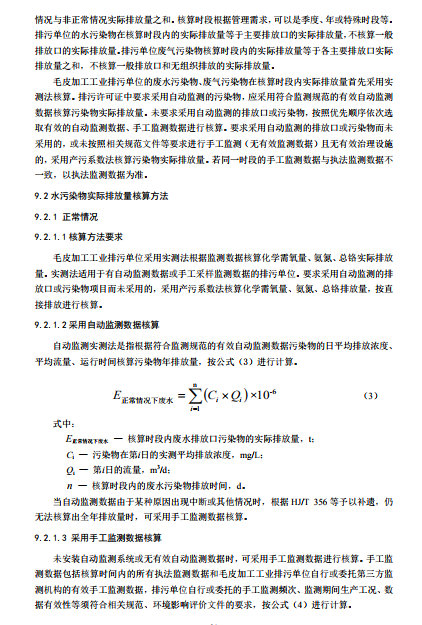 情况与非正常情况实际排放量之和。核算时段根据管理需求，可以是季度、年或特殊时段等。
排污单位的水污染物在核算时段内的实际排放量等于主要排放口的实际排放量，不核算一般
排放口的实际排放量。排污单位废气污染物核算时段内的实际排放量等于各主要排放口实际
排放量之和，不核算一般排放口和无组织排放的实际排放量。
毛皮加工工业排污单位的废水污染物、废气污染物在核算时段内实际排放量首先采用实
测法核算。排污许可证中要求采用自动监测的污染物，应采用符合监测规范的有效自动监测
数据核算污染物实际排放量。未要求采用自动监测的排放口或污染物，按照优先顺序依次选
取有效的自动监测数据、手工监测数据进行核算。要求采用自动监测的排放口或污染物而未
采用的，或未按照相关规范文件等要求进行手工监测（无有效监测数据）且无有效治理设施
的，采用产污系数法核算污染物实际排放量。若同一时段的手工监测数据与执法监测数据不
一致，以执法监测数据为准。
9.2 水污染物实际排放量核算方法
9.2.1 正常情况
9.2.1.1 核算方法要求
毛皮加工工业排污单位采用实测法根据监测数据核算化学需氧量、氨氮、总铬实际排放
量。实测法适用于有自动监测数据或手工采样监测数据的排污单位。要求采用自动监测的排
放口或污染物项目而未采用的，采用产污系数法核算化学需氧量、氨氮、总铬排放量，按直
接排放进行核算。
9.2.1.2 采用自动监测数据核算
自动监测实测法是指根据符合监测规范的有效自动监测数据污染物的日平均排放浓度、
平均流量、运行时间核算污染物年排放量，按公式（3）进行计算。
E正常情况下废水 = ∑ⁿᵢ₌₁(Cᵢ × Qᵢ) ×10⁻⁶ （3）
式中：
E正常情况下废水 — 核算时段内废水排放口污染物的实际排放量，t；
Cᵢ — 污染物在第i日的实测平均排放浓度，mg/L；
Qᵢ — 第i日的流量，m³/d；
n — 核算时段内的废水污染物排放时间，d。
当自动监测数据由于某种原因出现中断或其他情况时，根据 HJ/T 356 等予以补遗，仍
无法核算出全年排放量时，可采用手工监测数据核算。
9.2.1.3 采用手工监测数据核算
未安装自动监测系统或无有效自动监测数据时，可采用手工监测数据进行核算。手工监
测数据包括核算时间内的所有执法监测数据和毛皮加工工业排污单位自行或委托第三方监
测机构的有效手工监测数据，排污单位自行或委托的手工监测频次、监测期间生产工况、数
据有效性等须符合相关规范、环境影响评价文件的要求，按公式（4）进行计算。